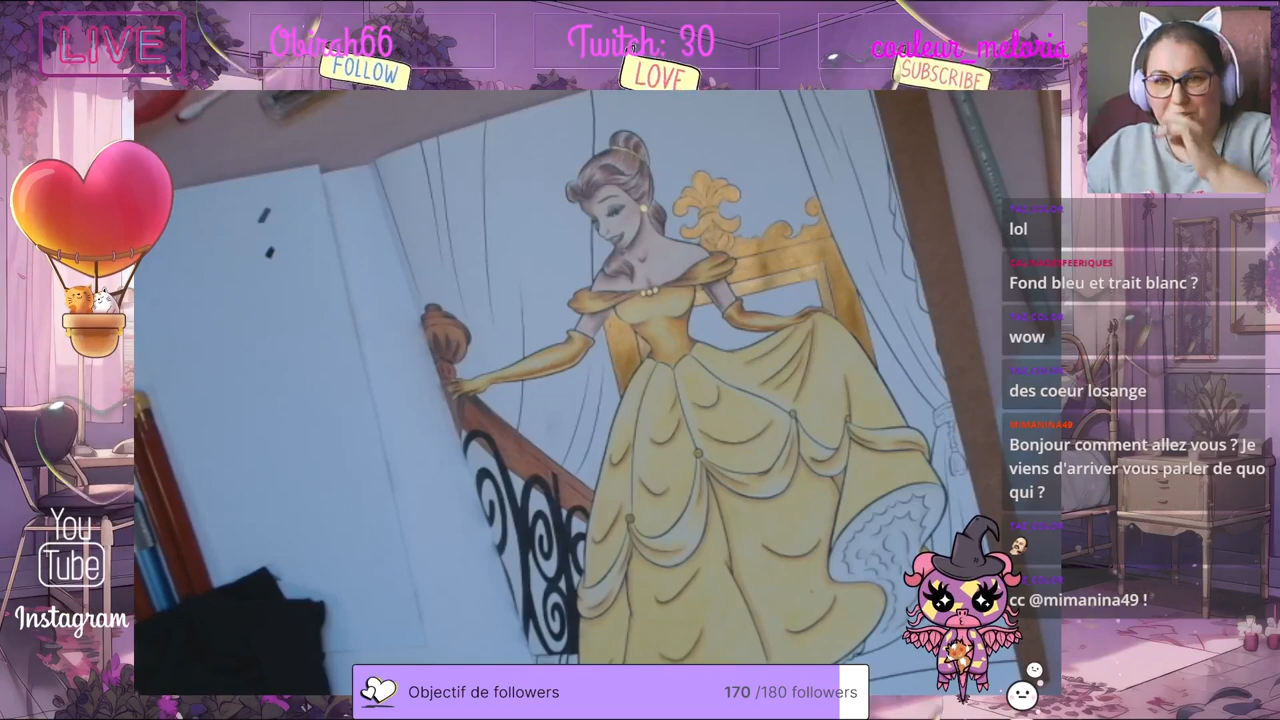 LIVE
Obirah66
Twitch: 30
couleur_meloria
FOLLOW
LOVE
SUBSCRIBE
lol
Fond bleu et trait blanc ?
wow
des coeur losange
MIMANINA49
Bonjour comment allez vous ? Je
viens d'arriver vous parler de quo
qui ?
cc @mimanina49 !
You
Tube
Instagram
Objectif de followers
170 /180 followers